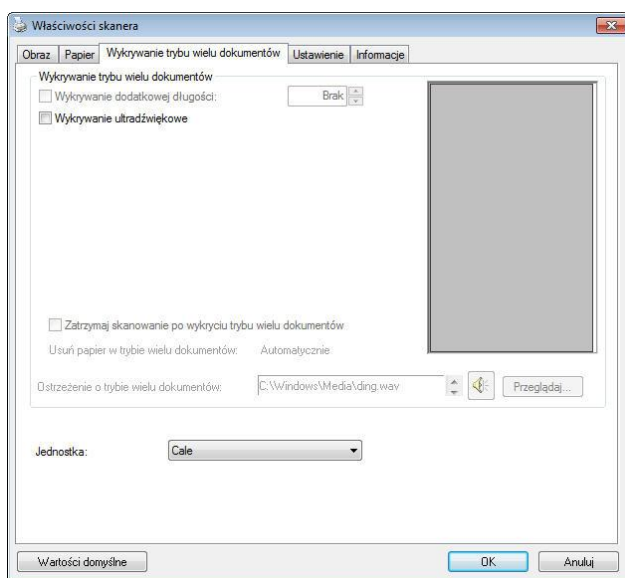 Właściwości skanera
Obraz Papier Wykrywanie trybu wielu dokumentów Ustawienie Informacje
Wykrywanie trybu wielu dokumentów
Wykrywanie dodatkowej długości: Brak
Wykrywanie ultradźwiękowe
Zatrzymaj skanowanie po wykryciu trybu wielu dokumentów
Usuń papier w trybie wielu dokumentów: Automatycznie
Ostrzeżenie o trybie wielu dokumentów: C:\Windows\Media\ding.wav Przeglądaj...
Jednostka: Cale
Wartości domyślne OK Anuluj